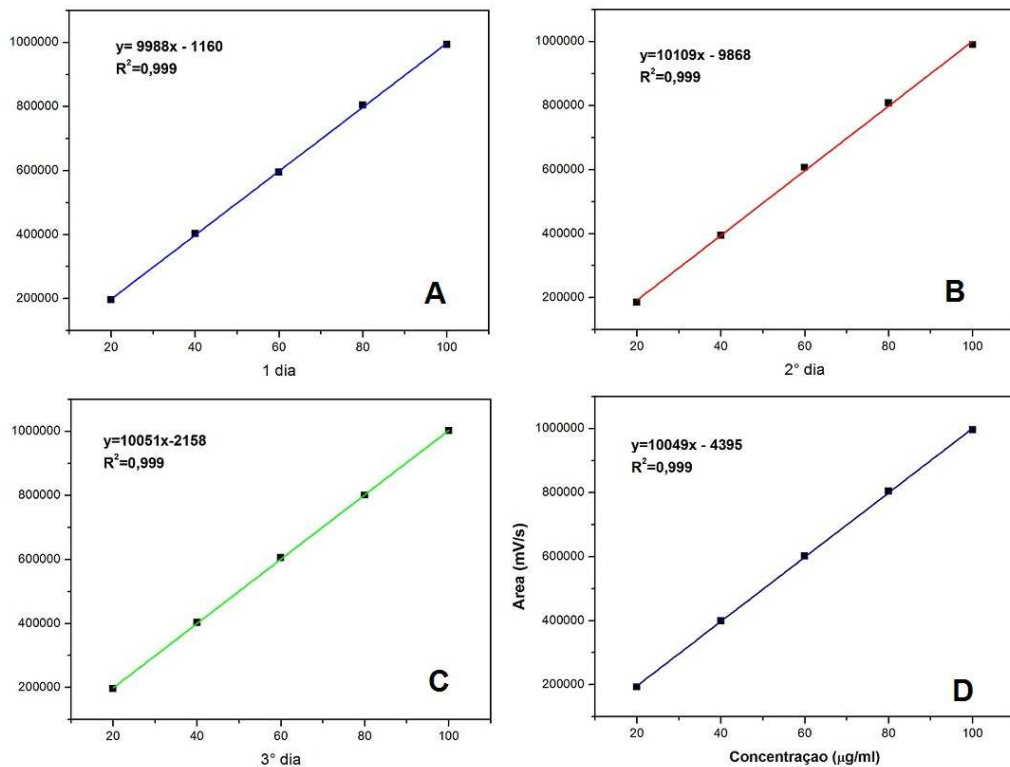 1000000
800000
600000
400000
200000
y= 9988x - 1160
R²=0,999
A
20 40 60 80 100
1 dia
1000000
800000
600000
400000
200000
y=10109x - 9868
R²=0,999
B
20 40 60 80 100
2° dia
1000000
800000
600000
400000
200000
y=10051x-2158
R²=0,999
C
20 40 60 80 100
3° dia
Area (mV/s)
1000000
800000
600000
400000
200000
y=10049x - 4395
R²=0,999
D
20 40 60 80 100
Concentraçao (μg/ml)